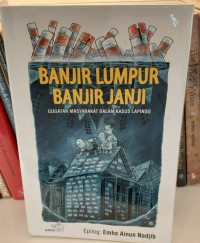 BANJIR LUMPUR
BANJIR JANJI
GUGATAN MASYARAKAT DALAM KASUS LAPINDO
Epilog: Emha Ainun Nadjib